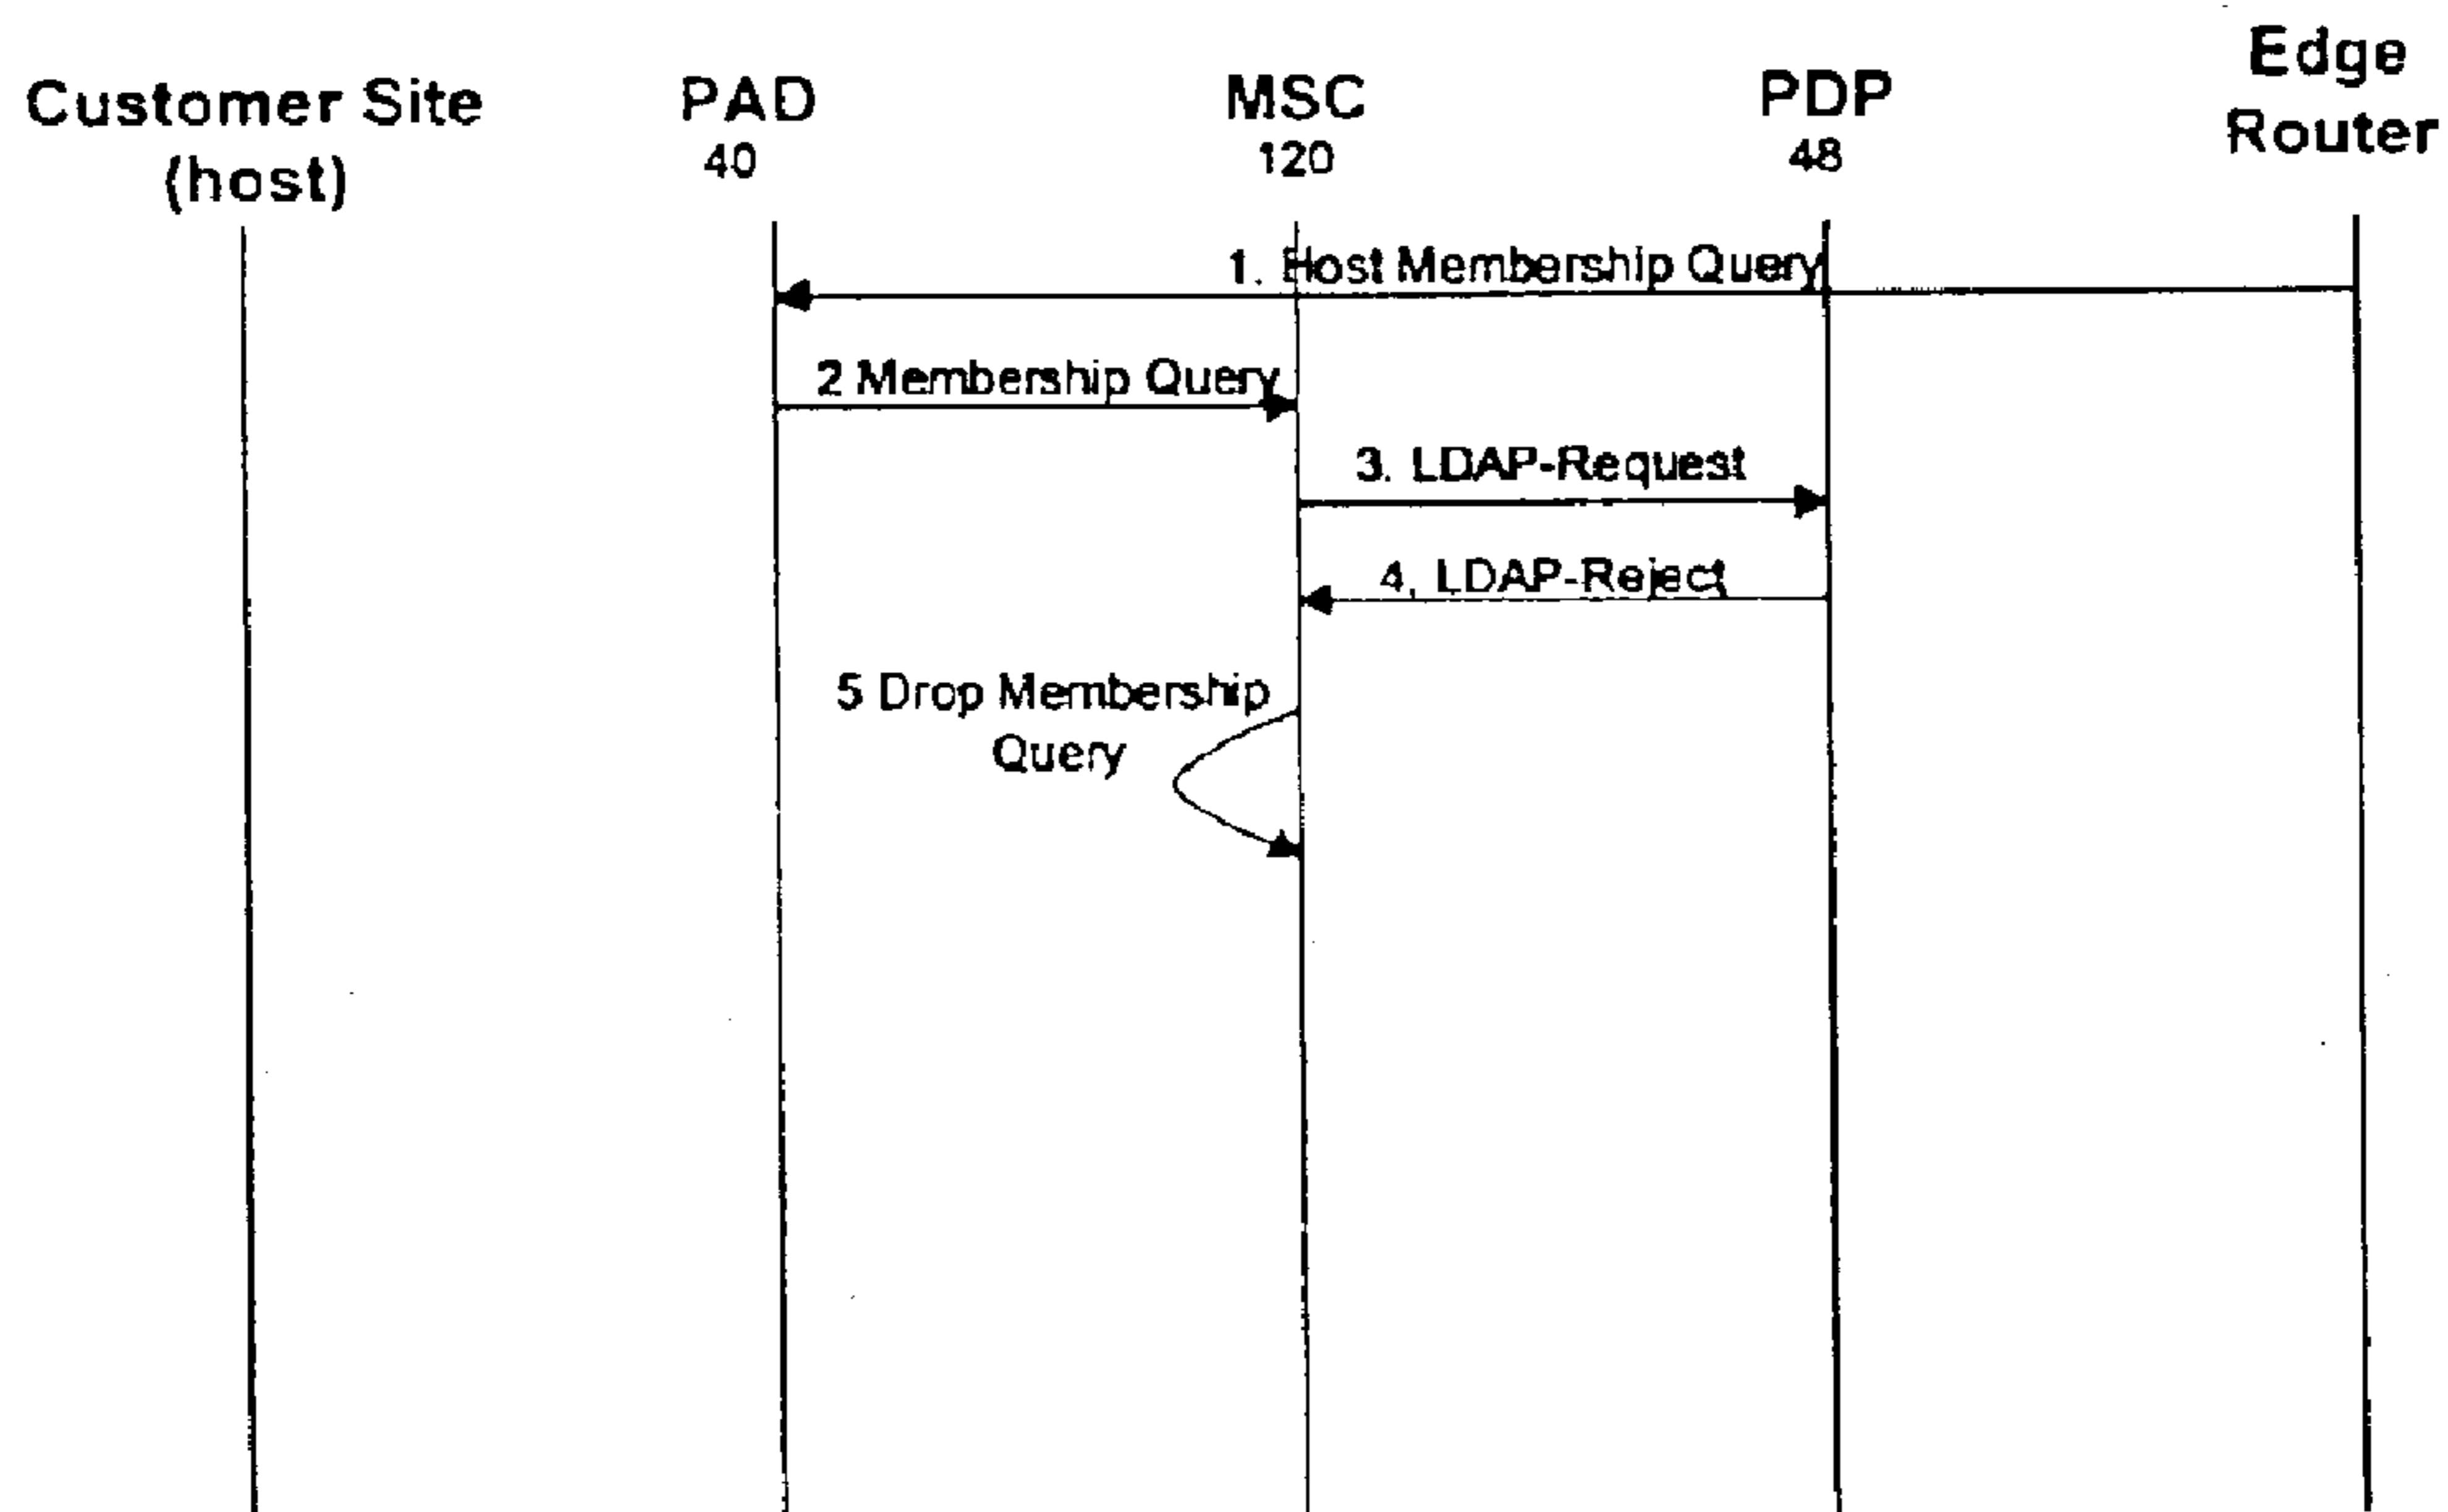 Customer Site
(host)
PAD
40
MSC
120
PDP
48
Edge
Router
1. Host Membership Query
2 Membership Query
3. LDAP-Request
4. LDAP-Reject
5 Drop Membership
Query